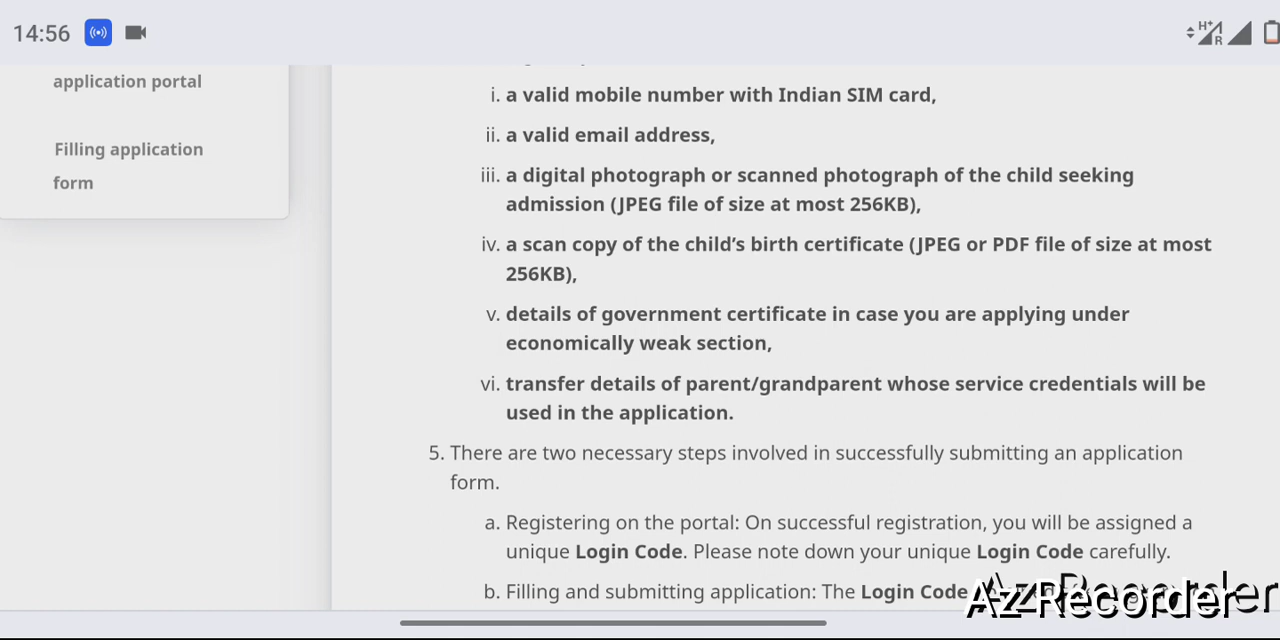 14:56
H+
R
application portal
Filling application
form
i. a valid mobile number with Indian SIM card,
ii. a valid email address,
iii. a digital photograph or scanned photograph of the child seeking
admission (JPEG file of size at most 256KB),
iv. a scan copy of the child’s birth certificate (JPEG or PDF file of size at most
256KB),
v. details of government certificate in case you are applying under
economically weak section,
vi. transfer details of parent/grandparent whose service credentials will be
used in the application.
5. There are two necessary steps involved in successfully submitting an application
form.
a. Registering on the portal: On successful registration, you will be assigned a
unique Login Code. Please note down your unique Login Code carefully.
b. Filling and submitting application: The Login Code
Az Recorder